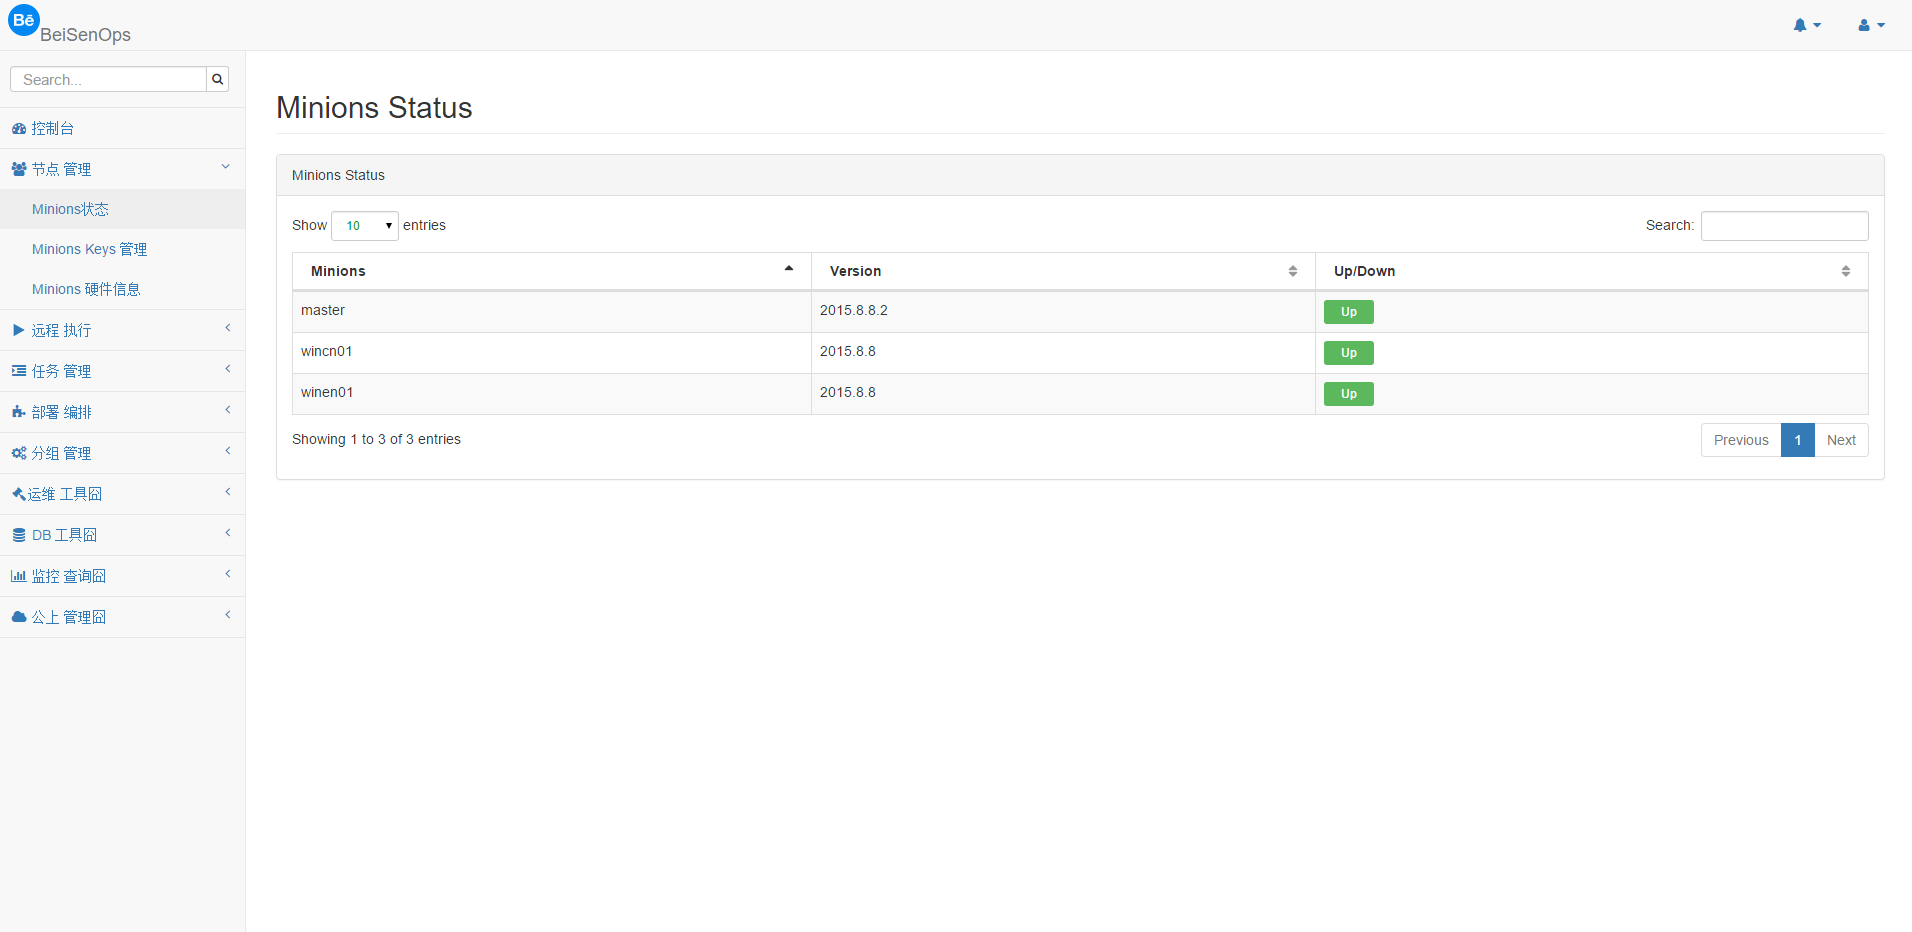 Bē
BeiSenOps
Search...
控制台
节点 管理
Minions状态
Minions Keys 管理
Minions 硬件信息
远程 执行
任务 管理
部署 编排
分组 管理
运维 工具囧
DB 工具囧
监控 查询囧
公上 管理囧
Minions Status
Minions Status
Show 10 entries
Search:
Minions Version Up/Down
master 2015.8.8.2 Up
wincn01 2015.8.8 Up
winen01 2015.8.8 Up
Showing 1 to 3 of 3 entries
Previous 1 Next